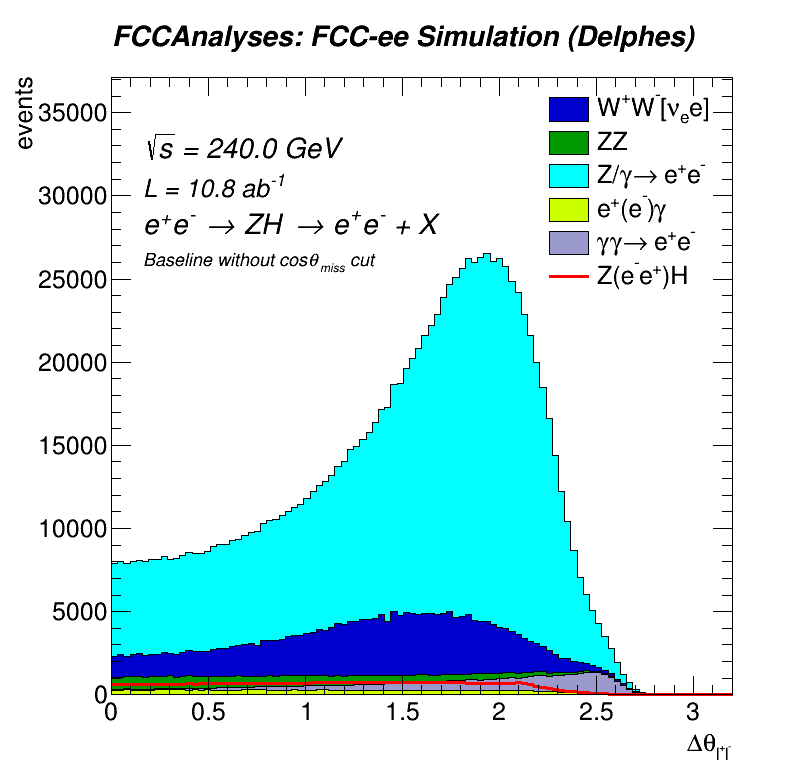 FCCAnalyses: FCC-ee Simulation (Delphes)
events
35000
30000
25000
20000
15000
10000
5000
0
√s = 240.0 GeV
L = 10.8 ab⁻¹
e⁺e⁻ → ZH → e⁺e⁻ + X
Baseline without cosθ_miss cut
W⁺W⁻[νₑe]
ZZ
Z/γ→ e⁺e⁻
e⁺(e⁻)γ
γγ→ e⁺e⁻
Z(e⁻e⁺)H
0 0.5 1 1.5 2 2.5 3
Δθ_l⁺l⁻